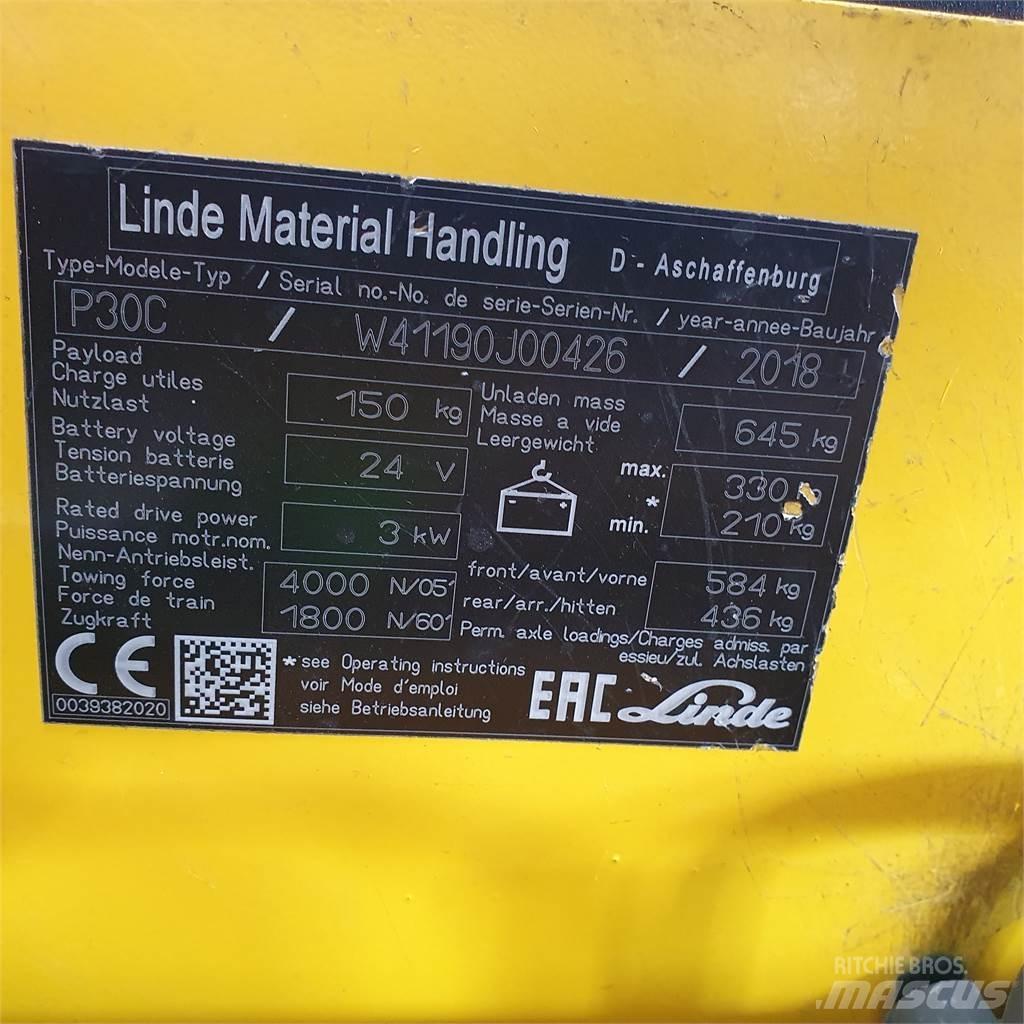 Linde Material Handling D - Aschaffenburg
Type-Modele-Typ / Serial no.-No. de serie-Serien-Nr. / year-annee-Baujahr
P30C / W41190J00426 / 2018
Payload
Charge utiles
Nutzlast
150 kg
Unladen mass
Masse a vide
Leergewicht
645 kg
Battery voltage
Tension batterie
Batteriespannung
24 V
max. 330
*
min. 210 kg
Rated drive power
Puissance motr.nom.
Nenn-Antriebsleist.
3 kW
Towing force
Force de train
Zugkraft
4000 N/05'
1800 N/60'
front/avant/vorne 584 kg
rear/arr./hitten 436 kg
Perm. axle loadings/Charges admiss. par
essieu/zul. Achslasten
CE
0039382020
*see Operating instructions
voir Mode d'emploi
siehe Betriebsanleitung
EAC Linde
RITCHIE BROS.
MASCUS